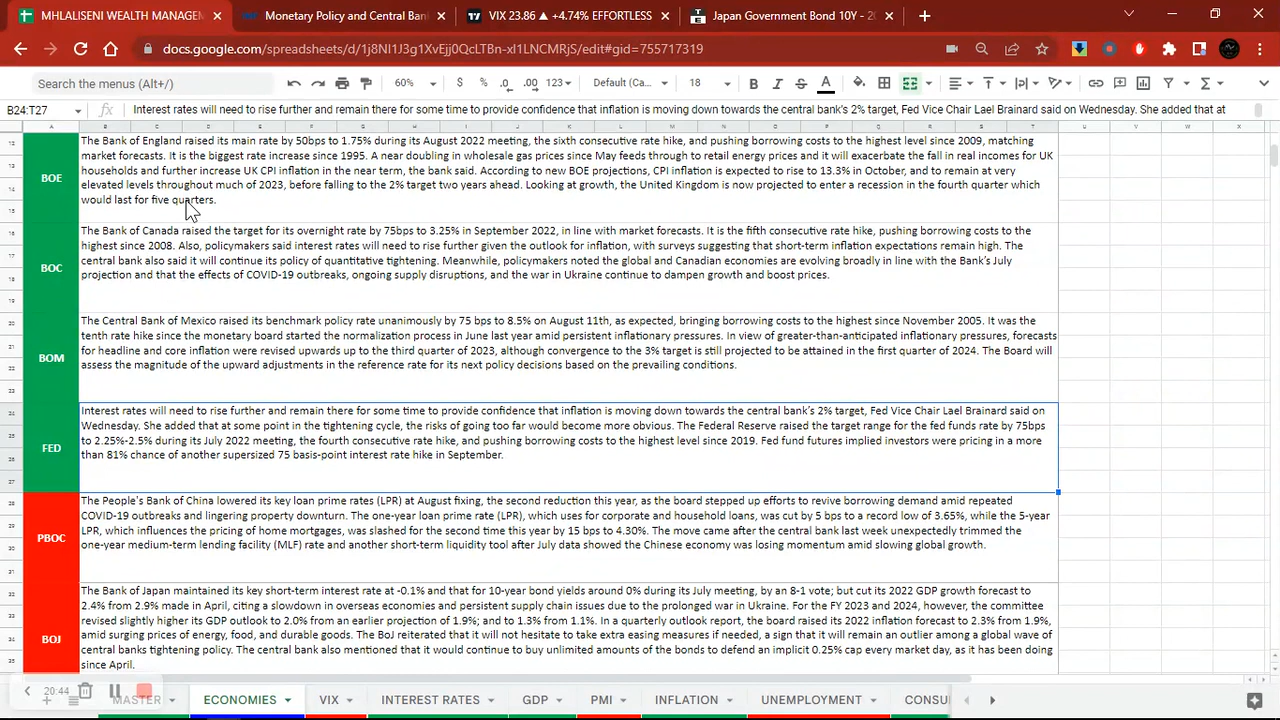 MHLALISENI WEALTH MANAGEN
Monetary Policy and Central Bank
VIX 23.86 ▲ +4.74% EFFORTLESS
Japan Government Bond 10Y - 20
docs.google.com/spreadsheets/d/1j8NI1J3g1XvEjj0QcLTBn-xI1LNCMRjS/edit#gid=755717319
Search the menus (Alt+/)
60%
$
%
.0
.00
123
Default (Ca...
18
B
I
S
A
B24:T27
fx
Interest rates will need to rise further and remain there for some time to provide confidence that inflation is moving down towards the central bank's 2% target, Fed Vice Chair Lael Brainard said on Wednesday. She added that at
BOE
The Bank of England raised its main rate by 50bps to 1.75% during its August 2022 meeting, the sixth consecutive rate hike, and pushing borrowing costs to the highest level since 2009, matching
market forecasts. It is the biggest rate increase since 1995. A near doubling in wholesale gas prices since May feeds through to retail energy prices and it will exacerbate the fall in real incomes for UK
households and further increase UK CPI inflation in the near term, the bank said. According to new BOE projections, CPI inflation is expected to rise to 13.3% in October, and to remain at very
elevated levels throughout much of 2023, before falling to the 2% target two years ahead. Looking at growth, the United Kingdom is now projected to enter a recession in the fourth quarter which
would last for five quarters.
BOC
The Bank of Canada raised the target for its overnight rate by 75bps to 3.25% in September 2022, in line with market forecasts. It is the fifth consecutive rate hike, pushing borrowing costs to the
highest since 2008. Also, policymakers said interest rates will need to rise further given the outlook for inflation, with surveys suggesting that short-term inflation expectations remain high. The
central bank also said it will continue its policy of quantitative tightening. Meanwhile, policymakers noted the global and Canadian economies are evolving broadly in line with the Bank's July
projection and that the effects of COVID-19 outbreaks, ongoing supply disruptions, and the war in Ukraine continue to dampen growth and boost prices.
BOM
The Central Bank of Mexico raised its benchmark policy rate unanimously by 75 bps to 8.5% on August 11th, as expected, bringing borrowing costs to the highest since November 2005. It was the
tenth rate hike since the monetary board started the normalization process in June last year amid persistent inflationary pressures. In view of greater-than-anticipated inflationary pressures, forecasts
for headline and core inflation were revised upwards up to the third quarter of 2023, although convergence to the 3% target is still projected to be attained in the first quarter of 2024. The Board will
assess the magnitude of the upward adjustments in the reference rate for its next policy decisions based on the prevailing conditions.
FED
Interest rates will need to rise further and remain there for some time to provide confidence that inflation is moving down towards the central bank's 2% target, Fed Vice Chair Lael Brainard said on
Wednesday. She added that at some point in the tightening cycle, the risks of going too far would become more obvious. The Federal Reserve raised the target range for the fed funds rate by 75bps
to 2.25%-2.5% during its July 2022 meeting, the fourth consecutive rate hike, and pushing borrowing costs to the highest level since 2019. Fed fund futures implied investors were pricing in a more
than 81% chance of another supersized 75 basis-point interest rate hike in September.
PBOC
The People's Bank of China lowered its key loan prime rates (LPR) at August fixing, the second reduction this year, as the board stepped up efforts to revive borrowing demand amid repeated
COVID-19 outbreaks and lingering property downturn. The one-year loan prime rate (LPR), which uses for corporate and household loans, was cut by 5 bps to a record low of 3.65%, while the 5-year
LPR, which influences the pricing of home mortgages, was slashed for the second time this year by 15 bps to 4.30%. The move came after the central bank last week unexpectedly trimmed the
one-year medium-term lending facility (MLF) rate and another short-term liquidity tool after July data showed the Chinese economy was losing momentum amid slowing global growth.
BOJ
The Bank of Japan maintained its key short-term interest rate at -0.1% and that for 10-year bond yields around 0% during its July meeting, by an 8-1 vote; but cut its 2022 GDP growth forecast to
2.4% from 2.9% made in April, citing a slowdown in overseas economies and persistent supply chain issues due to the prolonged war in Ukraine. For the FY 2023 and 2024, however, the committee
revised slightly higher its GDP outlook to 2.0% from an earlier projection of 1.9%; and to 1.3% from 1.1%. In a quarterly outlook report, the board raised its 2022 inflation forecast to 2.3% from 1.9%,
amid surging prices of energy, food, and durable goods. The BoJ reiterated that it will not hesitate to take extra easing measures if needed, a sign that it will remain an outlier among a global wave of
central banks tightening policy. The central bank also mentioned that it would continue to buy unlimited amounts of the bonds to defend an implicit 0.25% cap every market day, as it has been doing
since April.
20:44
MASTER
ECONOMIES
VIX
INTEREST RATES
GDP
PMI
INFLATION
UNEMPLOYMENT
CONSU